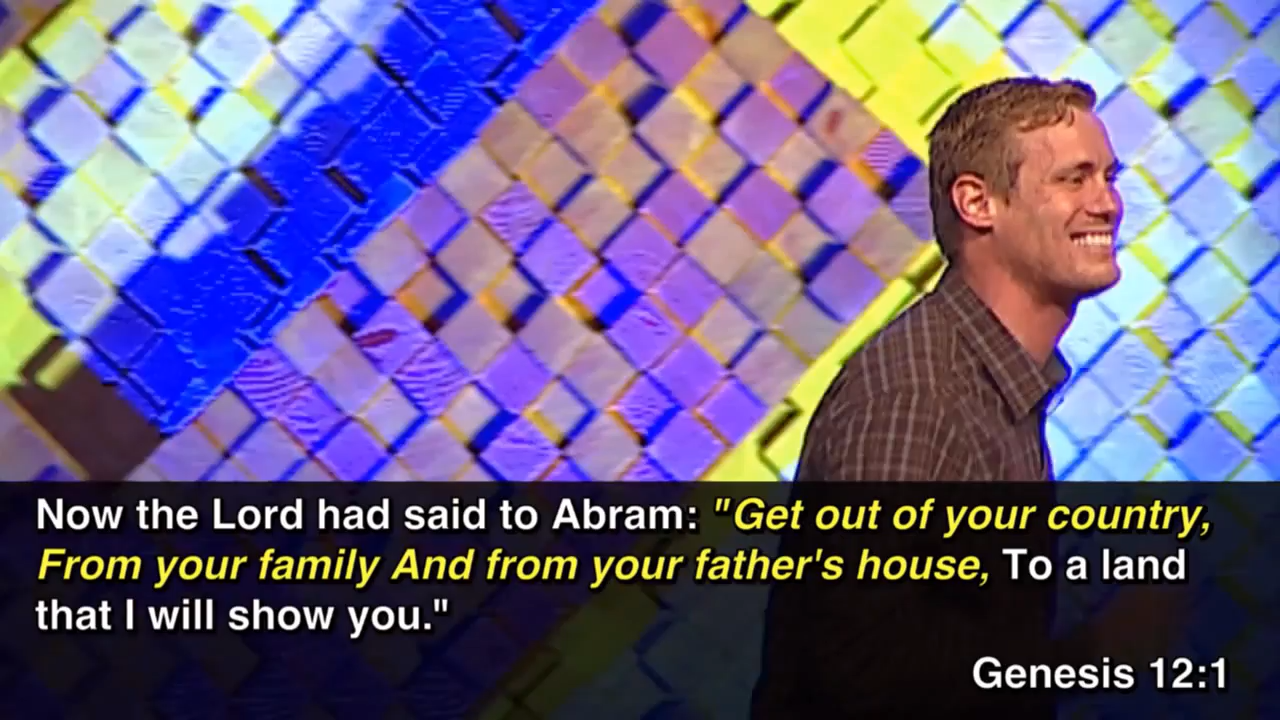 Now the Lord had said to Abram: "Get out of your country,
From your family And from your father's house, To a land
that I will show you."
Genesis 12:1